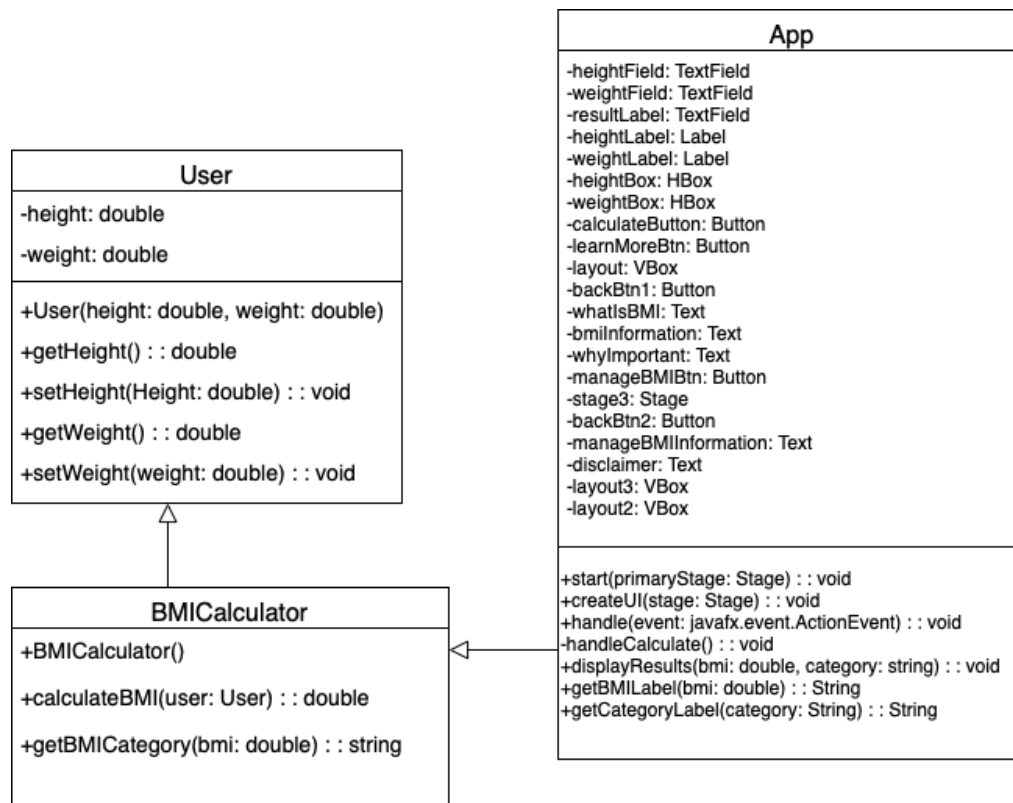 User
-height: double
-weight: double
+User(height: double, weight: double)
+getHeight() : : double
+setHeight(Height: double) : : void
+getWeight() : : double
+setWeight(weight: double) : : void
BMICalculator
+BMICalculator()
+calculateBMI(user: User) : : double
+getBMICategory(bmi: double) : : string
App
-heightField: TextField
-weightField: TextField
-resultLabel: TextField
-heightLabel: Label
-weightLabel: Label
-heightBox: HBox
-weightBox: HBox
-calculateButton: Button
-learnMoreBtn: Button
-layout: VBox
-backBtn1: Button
-whatIsBMI: Text
-bmiInformation: Text
-whyImportant: Text
-manageBMIBtn: Button
-stage3: Stage
-backBtn2: Button
-manageBMIInformation: Text
-disclaimer: Text
-layout3: VBox
-layout2: VBox
+start(primaryStage: Stage) : : void
+createUI(stage: Stage) : : void
+handle(event: javafx.event.ActionEvent) : : void
-handleCalculate() : : void
+displayResults(bmi: double, category: string) : : void
+getBMILabel(bmi: double) : : String
+getCategoryLabel(category: String) : : String